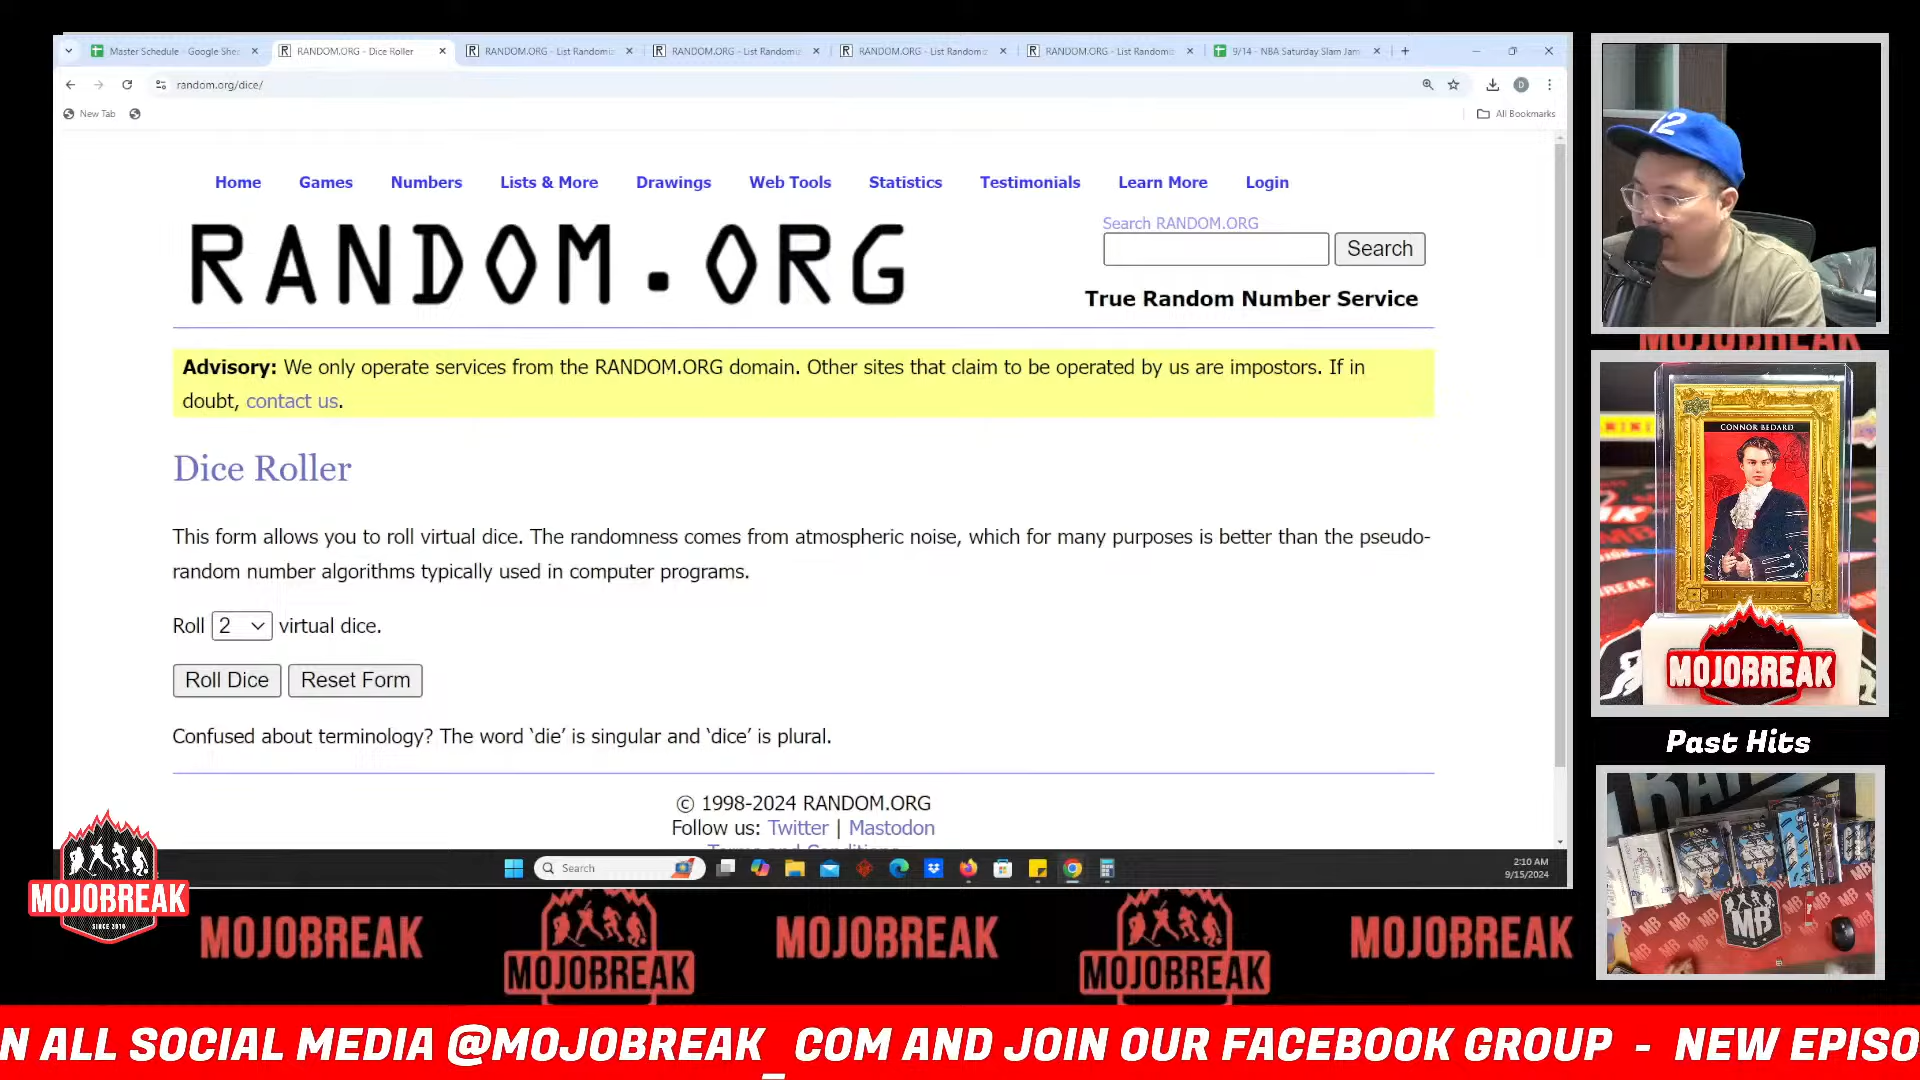 Master Schedule - Google She
RANDOM.ORG - Dice Roller
RANDOM.ORG - List Randomiz
RANDOM.ORG - List Randomiz
RANDOM.ORG - List Randomiz
RANDOM.ORG - List Randomiz
9/14 - NBA Saturday Slam Jam
random.org/dice/
D
New Tab
All Bookmarks
Home Games Numbers Lists & More Drawings Web Tools Statistics Testimonials Learn More Login
RANDOM.ORG
Search RANDOM.ORG
Search
True Random Number Service
Advisory: We only operate services from the RANDOM.ORG domain. Other sites that claim to be operated by us are impostors. If in
doubt, contact us.
Dice Roller
This form allows you to roll virtual dice. The randomness comes from atmospheric noise, which for many purposes is better than the pseudo-
random number algorithms typically used in computer programs.
Roll 2 virtual dice.
Roll Dice Reset Form
Confused about terminology? The word ‘die’ is singular and ‘dice’ is plural.
© 1998-2024 RANDOM.ORG
Follow us: Twitter | Mastodon
Terms and Conditions
Search
2:10 AM
9/15/2024
CONNOR BEDARD
MOJOBREAK
Past Hits
MB
MOJOBREAK
SINCE 2010
MOJOBREAK MOJOBREAK MOJOBREAK MOJOBREAK MOJOBREAK
N ALL SOCIAL MEDIA @MOJOBREAK_COM AND JOIN OUR FACEBOOK GROUP - NEW EPISO